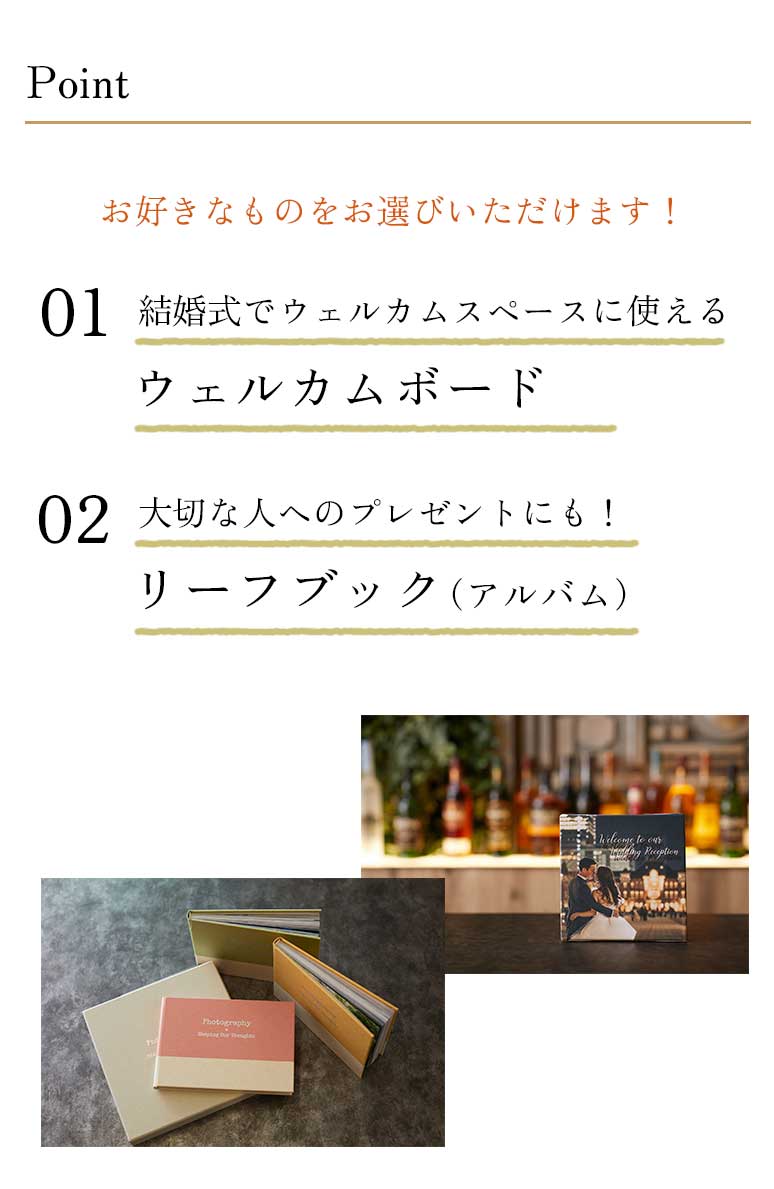 Point
お好きなものをお選びいただけます！
01
結婚式でウェルカムスペースに使える
ウェルカムボード
02
大切な人へのプレゼントにも！
リーフブック（アルバム）
Welcome to our
Wedding Reception
Photography